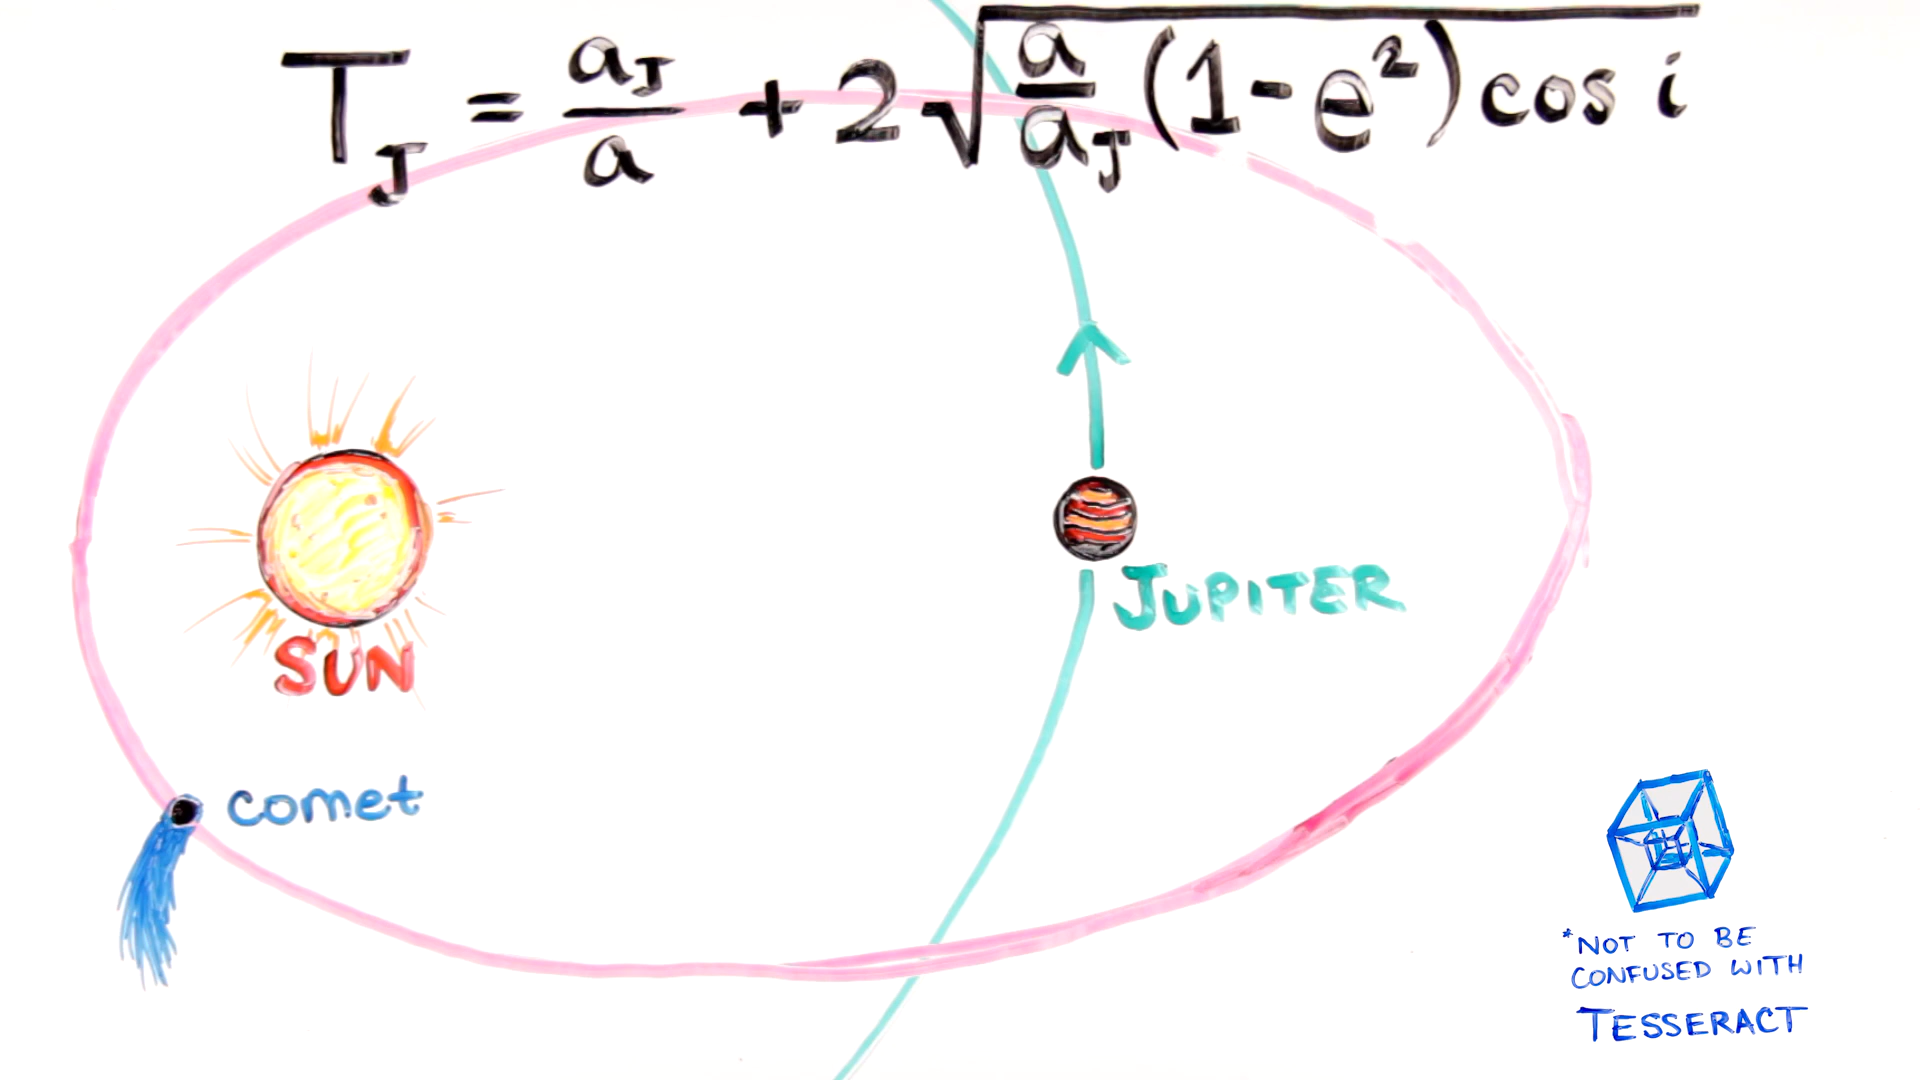 T_J = a_J/a + 2√(a/a_J (1-e²) cos i
SUN
JUPITER
comet
*NOT TO BE
CONFUSED WITH
TESSERACT